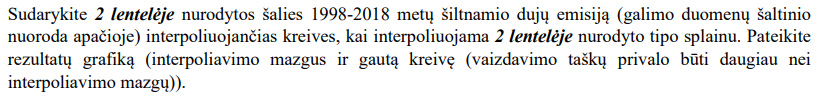 Sudarykite 2 lentelėje nurodytos šalies 1998-2018 metų šiltnamio dujų emisiją (galimo duomenų šaltinio
nuoroda apačioje) interpoliuojančias kreives, kai interpoliuojama 2 lentelėje nurodyto tipo splainu. Pateikite
rezultatų grafiką (interpoliavimo mazgus ir gautą kreivę (vaizdavimo taškų privalo būti daugiau nei
interpoliavimo mazgų)).